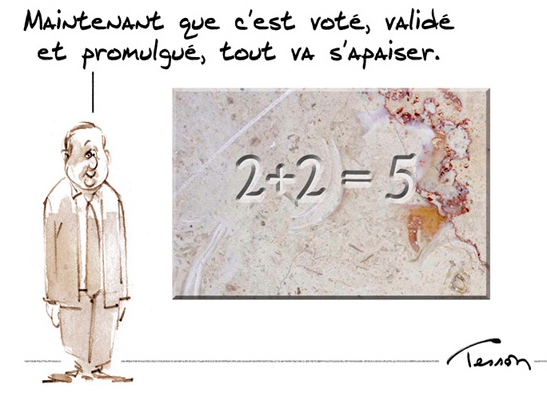 Maintenant que c'est voté, validé
et promulgué, tout va s'apaiser.
2+2 = 5
Tesson